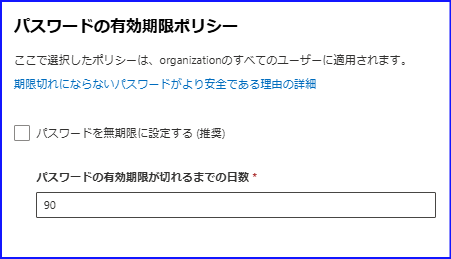 パスワードの有効期限ポリシー
ここで選択したポリシーは、organizationのすべてのユーザーに適用されます。
期限切れにならないパスワードがより安全である理由の詳細
パスワードを無期限に設定する (推奨)
パスワードの有効期限が切れるまでの日数 *
90